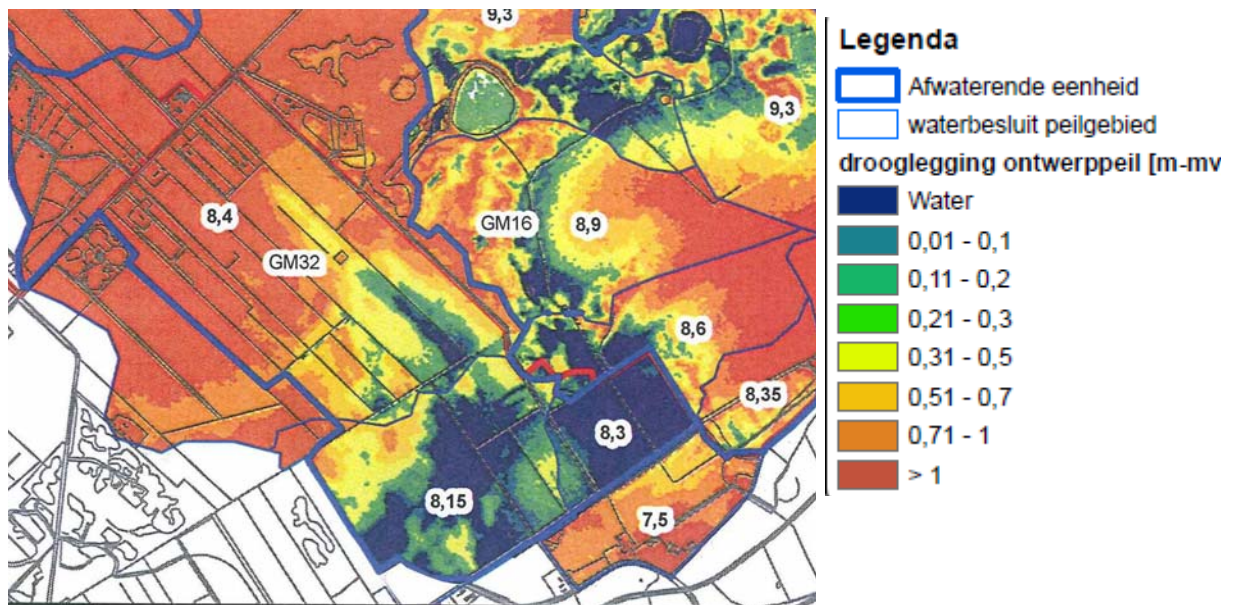 9,3
9,3
8,4
GM16
8,9
GM32
8,6
8,35
8,3
8,15
7,5
Legenda
Afwaterende eenheid
waterbesluit peilgebied
drooglegging ontwerppeil [m-mv
Water
0,01 - 0,1
0,11 - 0,2
0,21 - 0,3
0,31 - 0,5
0,51 - 0,7
0,71 - 1
> 1